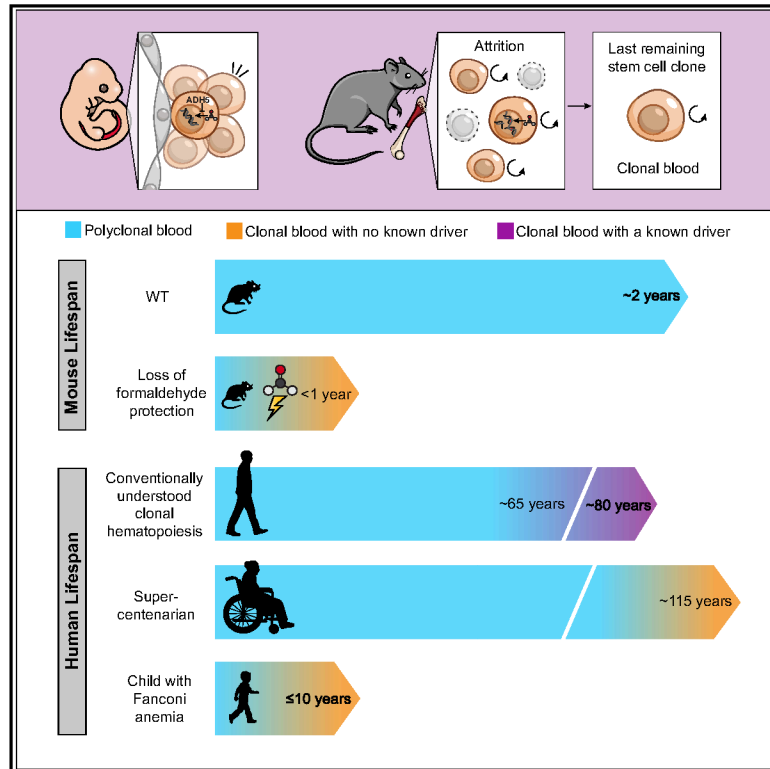 ADH5
Attrition
Last remaining
stem cell clone
Clonal blood
Polyclonal blood
Clonal blood with no known driver
Clonal blood with a known driver
Mouse Lifespan
WT
~2 years
Loss of
formaldehyde
protection
<1 year
Human Lifespan
Conventionally
understood
clonal
hematopoiesis
~65 years
~80 years
Super-
centenarian
~115 years
Child with
Fanconi
anemia
≤10 years